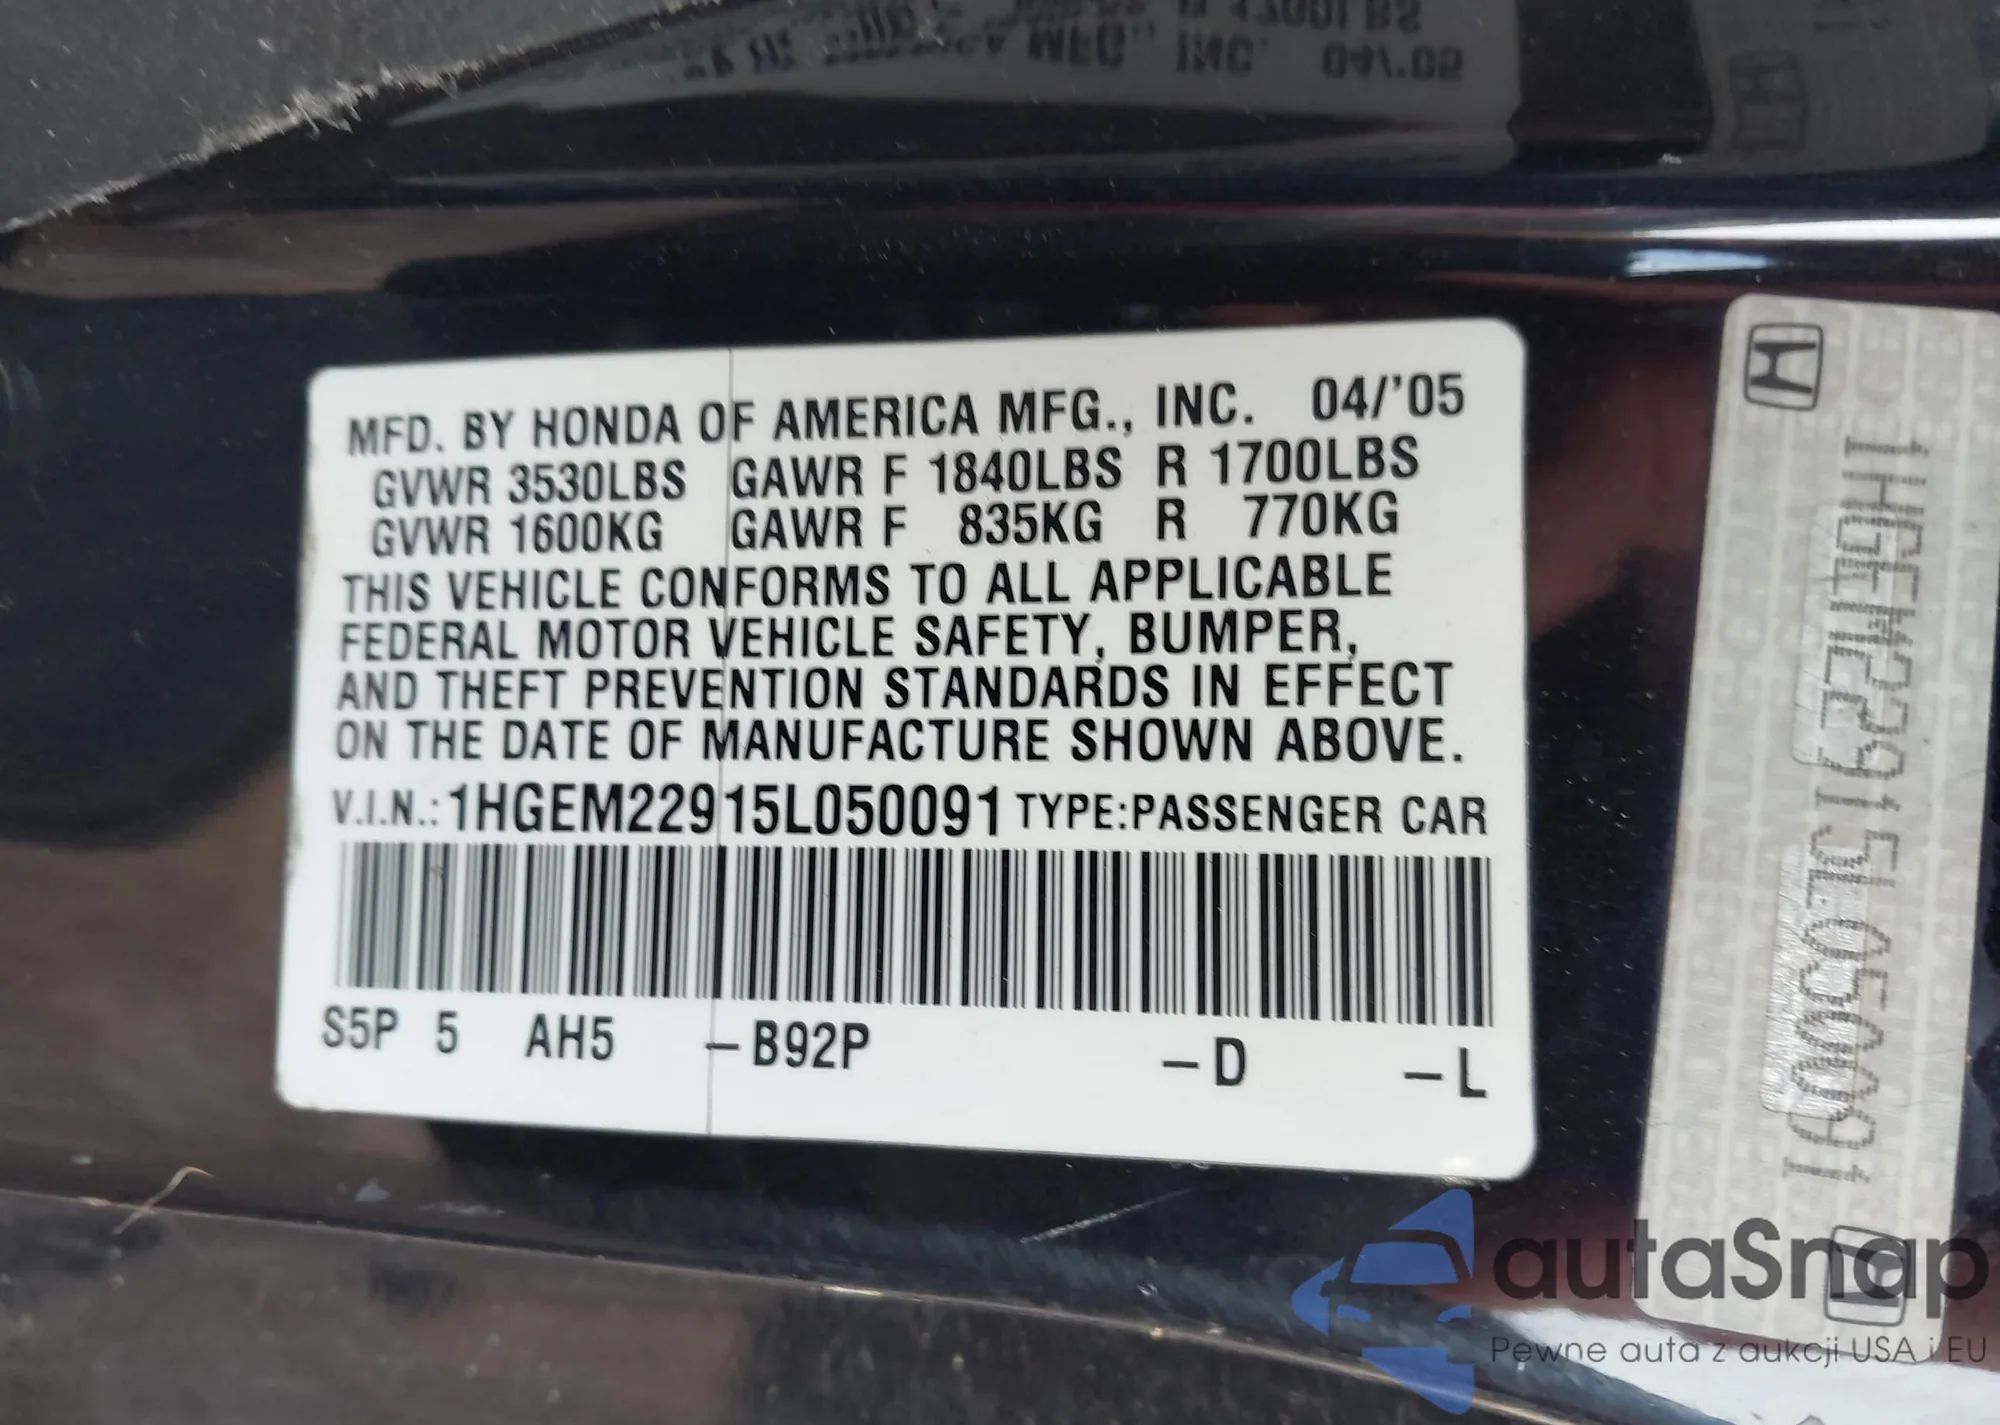 MFD. BY HONDA OF AMERICA MFG., INC. 04/'05
GVWR 3530LBS GAWR F 1840LBS R 1700LBS
GVWR 1600KG GAWR F 835KG R 770KG
THIS VEHICLE CONFORMS TO ALL APPLICABLE
FEDERAL MOTOR VEHICLE SAFETY, BUMPER,
AND THEFT PREVENTION STANDARDS IN EFFECT
ON THE DATE OF MANUFACTURE SHOWN ABOVE.
V.I.N.: 1HGEM22915L050091 TYPE:PASSENGER CAR
S5P 5 AH5 –B92P –D –L
1HGEM22915L050091
autaSnap
Pewne auta z aukcji USA i EU